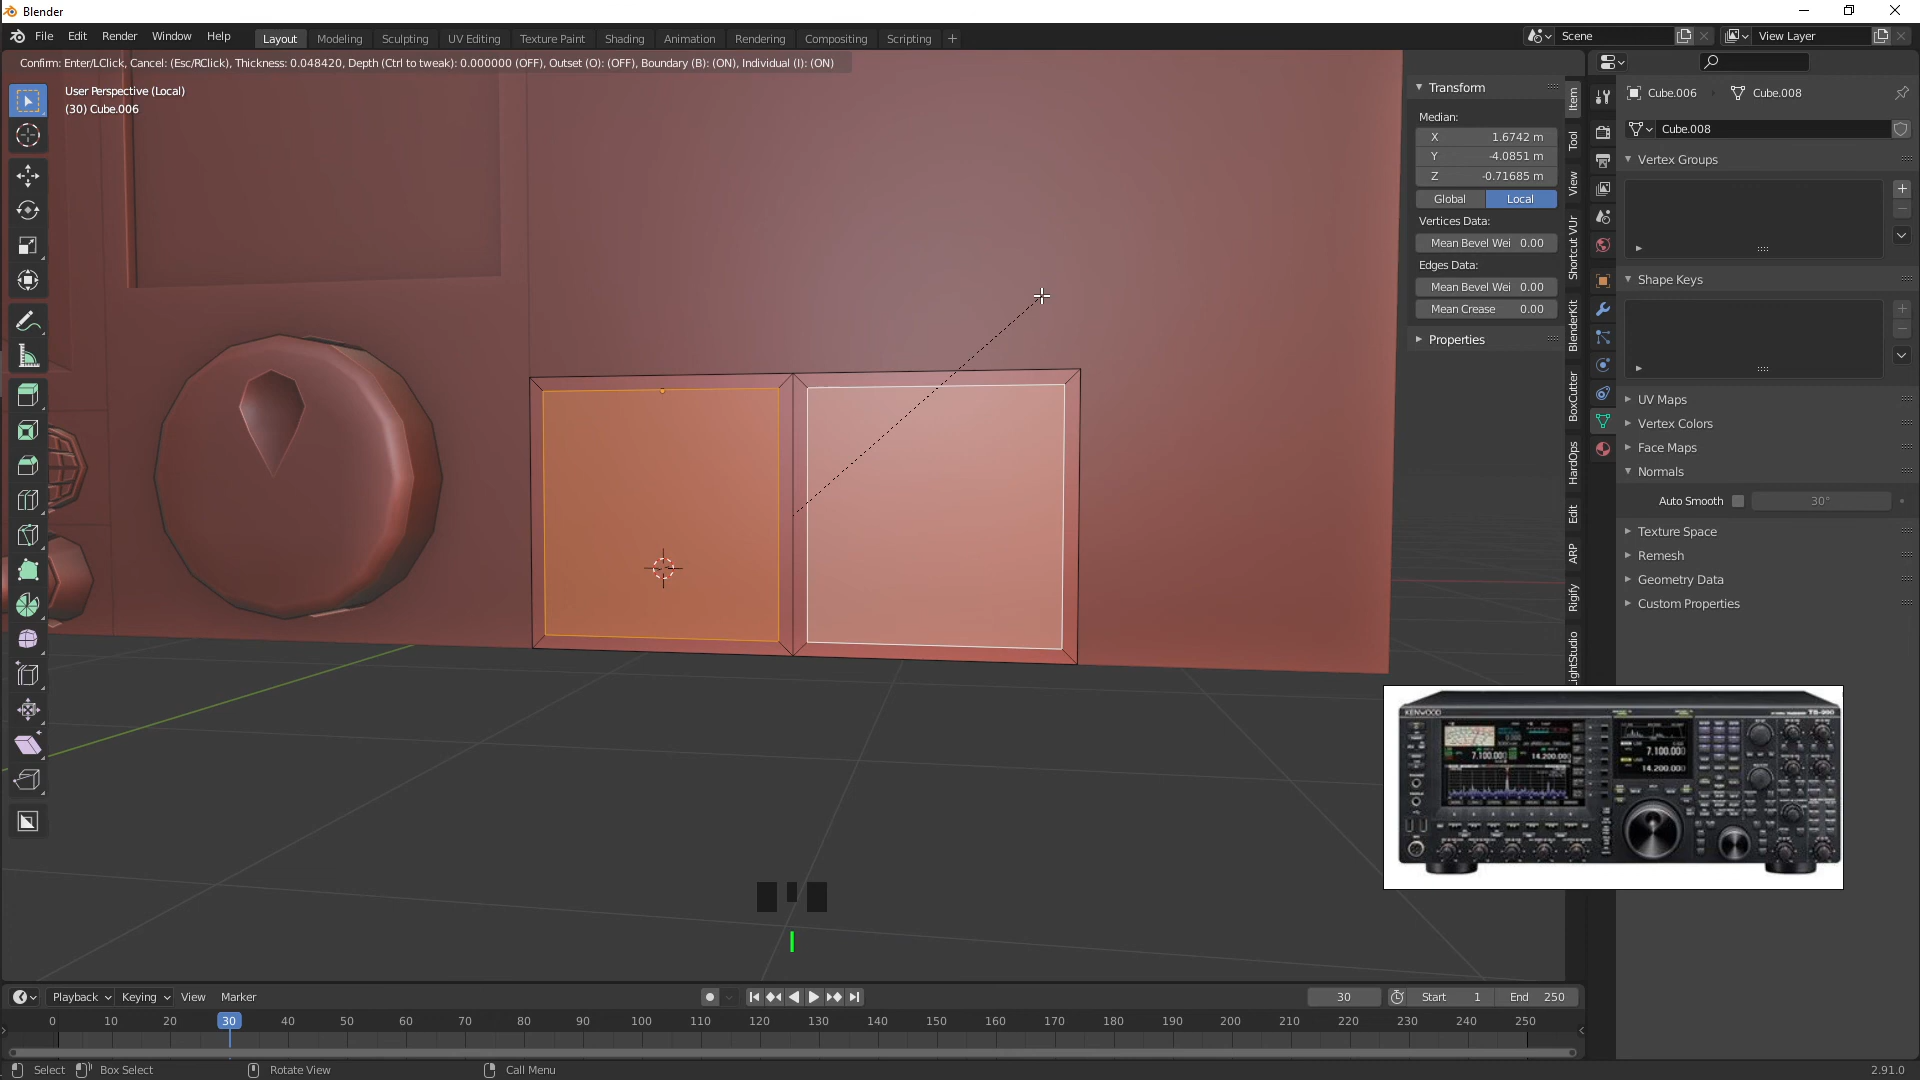 Blender
File Edit Render Window Help
Layout Modeling Sculpting UV Editing Texture Paint Shading Animation Rendering Compositing Scripting
Scene
View Layer
Confirm: Enter/LClick, Cancel: (Esc/RClick), Thickness: 0.048420, Depth (Ctrl to tweak): 0.000000 (OFF), Outset (O): (OFF), Boundary (B): (ON), Individual (I): (ON)
User Perspective (Local)
(30) Cube.006
Transform
Median:
X 1.6742 m
Y -4.0851 m
Z -0.71685 m
Global Local
Vertices Data:
Mean Bevel Wei 0.00
Edges Data:
Mean Bevel Wei 0.00
Mean Crease 0.00
Properties
Item
Tool
View
Shortcut VUr
BlenderKit
BoxCutter
HardOps
Edit
ARP
Rigify
LightStudio
Cube.006 Cube.008
Cube.008
Vertex Groups
Shape Keys
UV Maps
Vertex Colors
Face Maps
Normals
Auto Smooth 30°
Texture Space
Remesh
Geometry Data
Custom Properties
KENWOOD
TS-990
7.100.000
14.200.000
7.100.000
14.200.000
I
Playback Keying View Marker
30
Start 1
End 250
0 10 20 30 40 50 60 70 80 90 100 110 120 130 140 150 160 170 180 190 200 210 220 230 240 250
Select Box Select Rotate View Call Menu
2.91.0